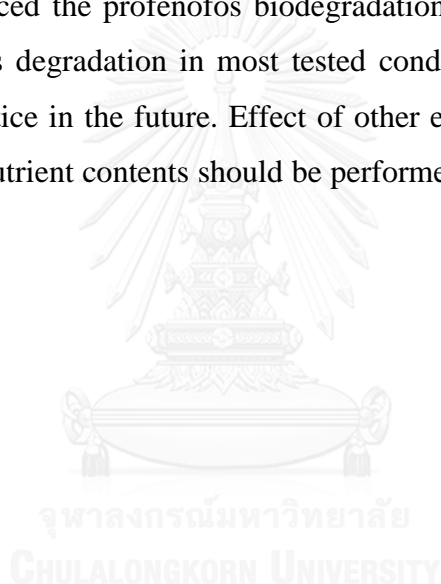 ced the profenofos biodegradation
s degradation in most tested cond
tice in the future. Effect of other e
utrient contents should be performe
จุฬาลงกรณ์มหาวิทยาลัย
CHULALONGKORN UNIVERSITY